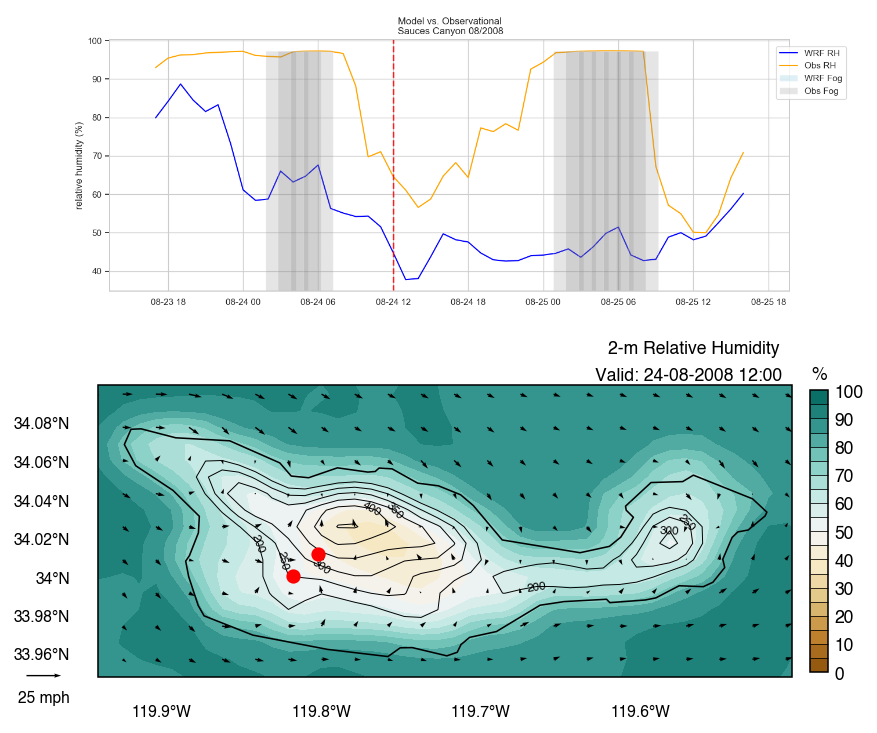 Model vs. Observational
Sauces Canyon 08/2008
relative humidity (%)
100
90
80
70
60
50
40
08-23 18
08-24 00
08-24 06
08-24 12
08-24 18
08-25 00
08-25 06
08-25 12
08-25 18
WRF RH
Obs RH
WRF Fog
Obs Fog
2-m Relative Humidity
Valid: 24-08-2008 12:00
%
34.08°N
34.06°N
34.04°N
34.02°N
34°N
33.98°N
33.96°N
25 mph
119.9°W
119.8°W
119.7°W
119.6°W
400
350
300
250
200
200
300
250
100
90
80
70
60
50
40
30
20
10
0